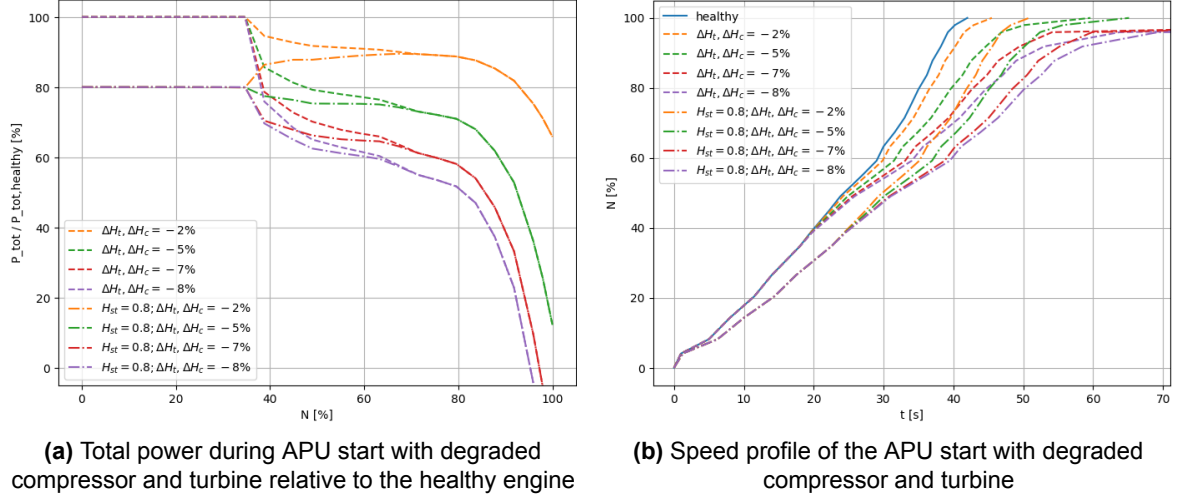 P_tot / P_tot,healthy [%]
100
80
60
40
20
0
ΔH_t, ΔH_c = −2%
ΔH_t, ΔH_c = −5%
ΔH_t, ΔH_c = −7%
ΔH_t, ΔH_c = −8%
H_st = 0.8; ΔH_t, ΔH_c = −2%
H_st = 0.8; ΔH_t, ΔH_c = −5%
H_st = 0.8; ΔH_t, ΔH_c = −7%
H_st = 0.8; ΔH_t, ΔH_c = −8%
0 20 40 60 80 100
N [%]
(a) Total power during APU start with degraded
compressor and turbine relative to the healthy engine
N [%]
100
80
60
40
20
0
healthy
ΔH_t, ΔH_c = −2%
ΔH_t, ΔH_c = −5%
ΔH_t, ΔH_c = −7%
ΔH_t, ΔH_c = −8%
H_st = 0.8; ΔH_t, ΔH_c = −2%
H_st = 0.8; ΔH_t, ΔH_c = −5%
H_st = 0.8; ΔH_t, ΔH_c = −7%
H_st = 0.8; ΔH_t, ΔH_c = −8%
0 10 20 30 40 50 60 70
t [s]
(b) Speed profile of the APU start with degraded
compressor and turbine